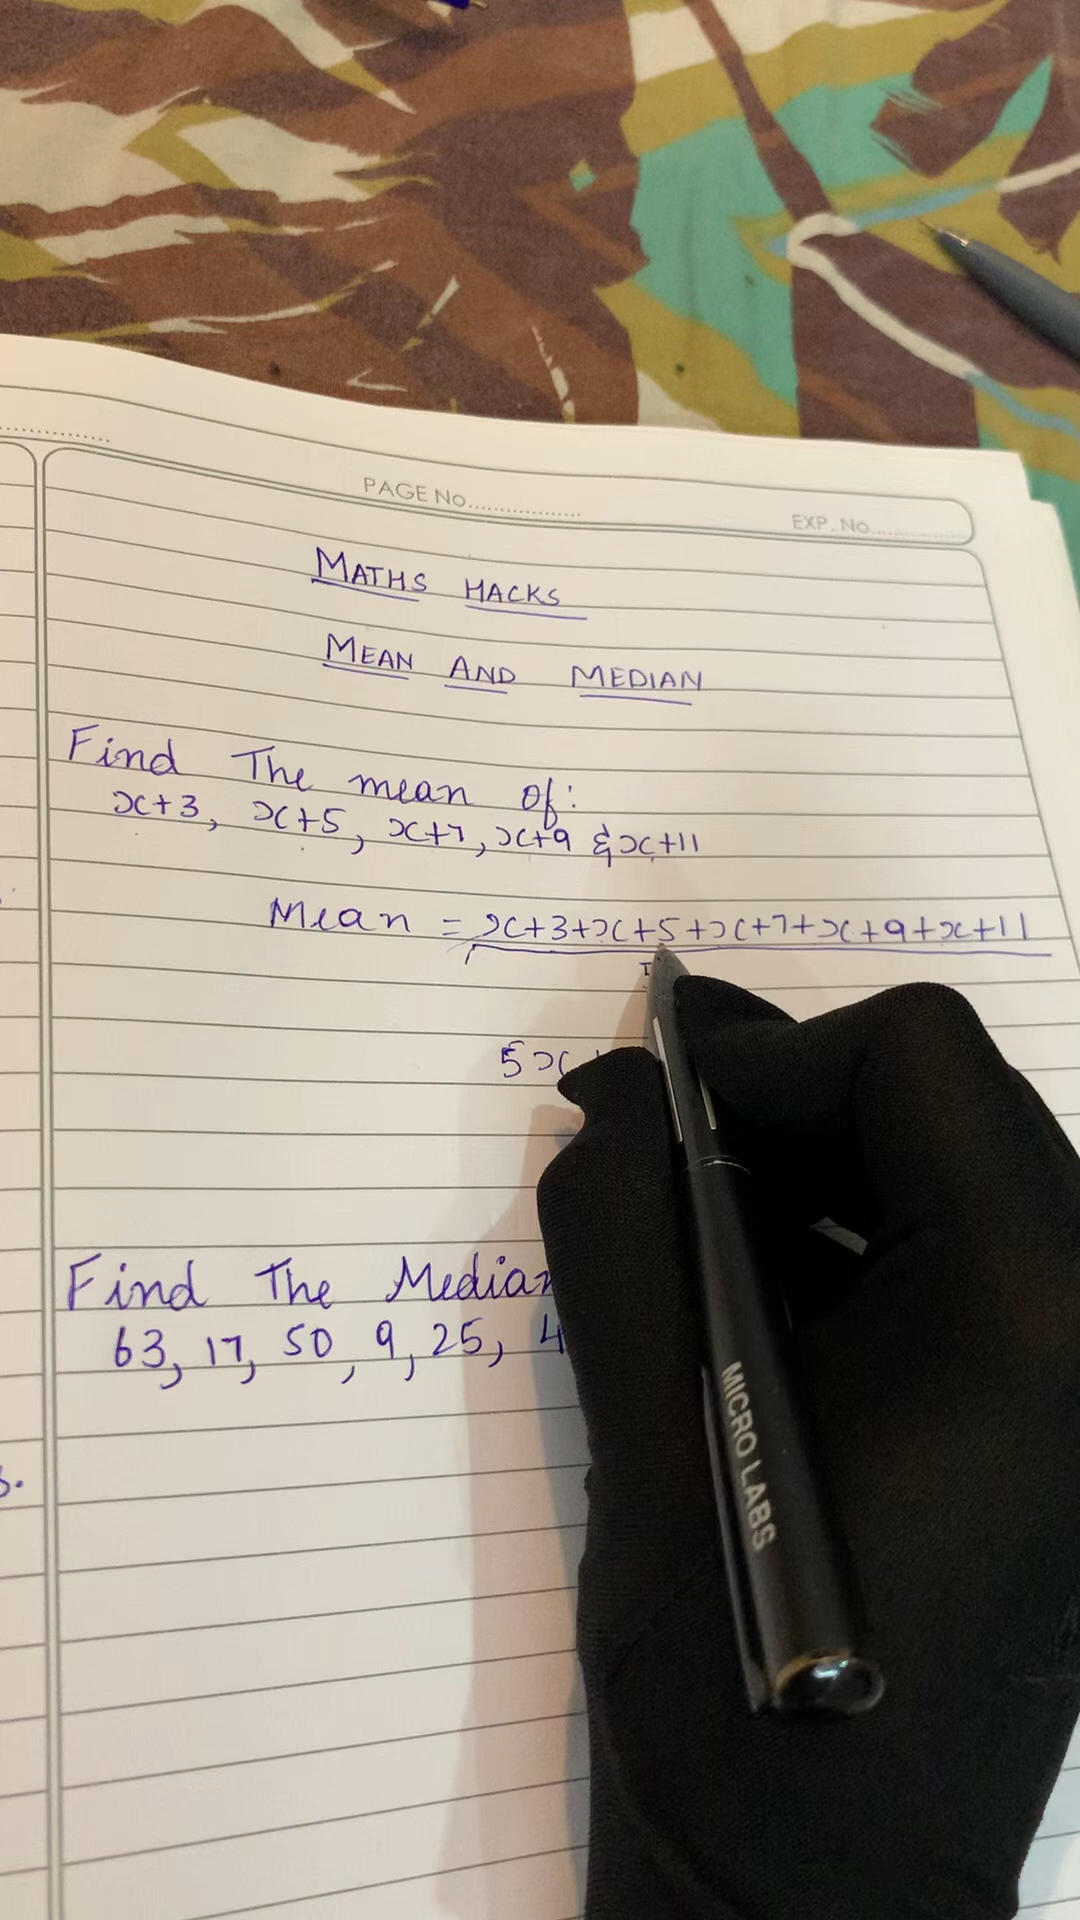 PAGE No.................
EXP. No...............
MATHS HACKS
MEAN AND MEDIAN
Find The mean of:
x+3, x+5, x+7, x+9 & x+11
Mean = x+3+x+5+x+7+x+9+x+11
5x
Find The Median
63, 17, 50, 9, 25, 4
MICRO LABS